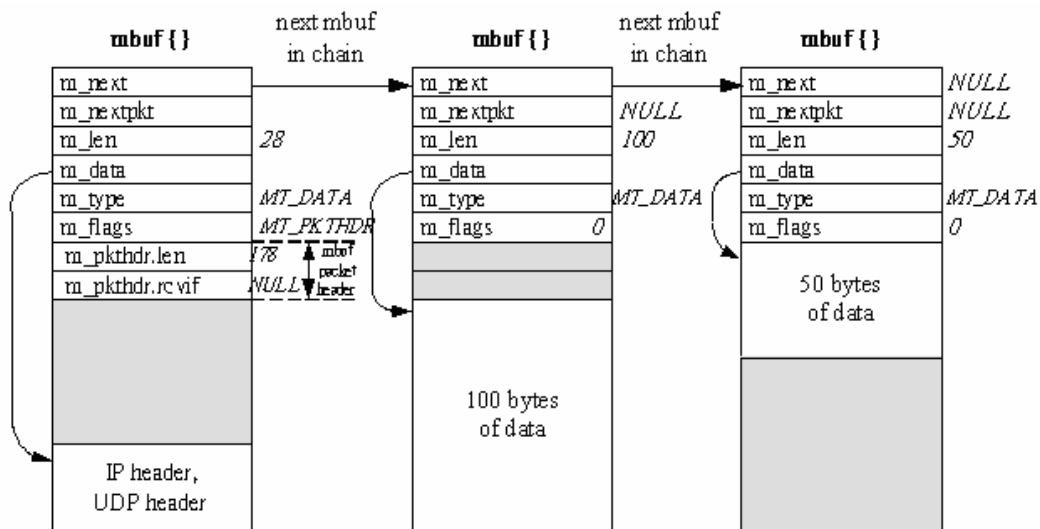 mbuf {}
next mbuf
in chain
mbuf {}
next mbuf
in chain
mbuf {}
m_next
m_nextpkt
m_len 28
m_data
m_type MT_DATA
m_flags MT_PKTHDR
m_pkthdr.len 178
m_pkthdr.rcvif NULL
mbuf
packet
header
IP header,
UDP header
m_next
m_nextpkt NULL
m_len 100
m_data
m_type MT_DATA
m_flags 0
100 bytes
of data
m_next NULL
m_nextpkt NULL
m_len 50
m_data
m_type MT_DATA
m_flags 0
50 bytes
of data